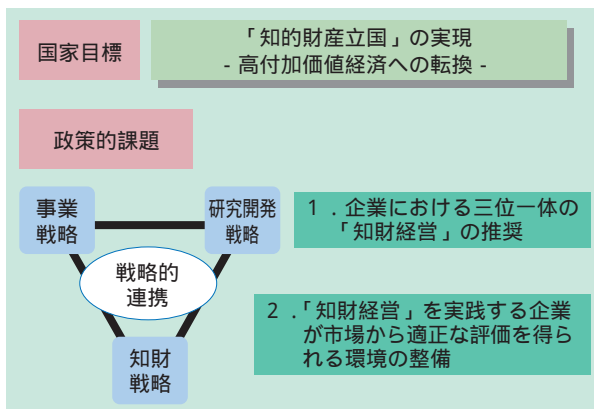 国家目標
「知的財産立国」の実現
- 高付加価値経済への転換 -
政策的課題
事業
戦略
研究開発
戦略
戦略的
連携
知財
戦略
1．企業における三位一体の
「知財経営」の推奨
2．「知財経営」を実践する企業
が市場から適正な評価を得ら
れる環境の整備